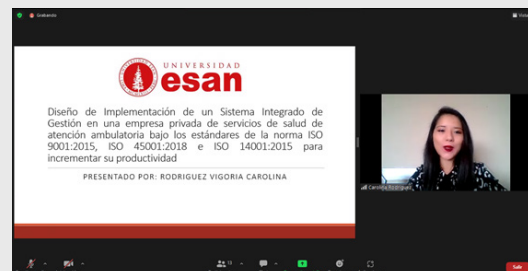 Grabando
UNIVERSIDAD
esan
Diseño de Implementación de un Sistema Integrado de
Gestión en una empresa privada de servicios de salud de
atención ambulatoria bajo los estándares de la norma ISO
9001:2015, ISO 45001:2018 e ISO 14001:2015 para
incrementar su productividad
PRESENTADO POR: RODRIGUEZ VIGORIA CAROLINA
Carolina Rodriguez
Salir